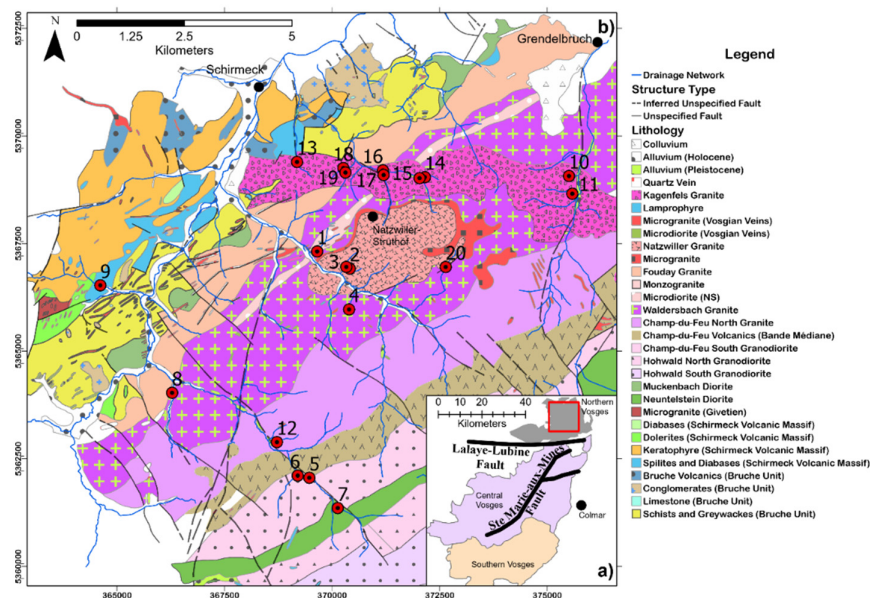 b)
N
0 1.25 2.5 5
Kilometers
Schirmeck
Grendelbruch
5372500
5370000
5367500
5365000
5362500
5360000
13
18
19
16
17
15
14
10
11
1
Natzwiller-
Struthof
3 2
20
9
4
8
12
6 5
7
0 10 20 40 60
Kilometers
Northern
Vosges
Lalaye-Lubine
Fault
Central
Vosges
Ste Marie-aux-Mines
Fault
Colmar
Southern Vosges
a)
365000 367500 370000 372500 375000
Legend
Drainage Network
Structure Type
Inferred Unspecified Fault
Unspecified Fault
Lithology
Colluvium
Alluvium (Holocene)
Alluvium (Pleistocene)
Quartz Vein
Kagenfels Granite
Lamprophyre
Microgranite (Vosgian Veins)
Microdiorite (Vosgian Veins)
Natzwiller Granite
Microgranite
Fouday Granite
Monzogranite
Microdiorite (NS)
Waldersbach Granite
Champ-du-Feu North Granite
Champ-du-Feu Volcanics (Bande Mèdiane)
Champ-du-Feu South Granodiorite
Hohwald North Granodiorite
Hohwald South Granodiorite
Muckenbach Diorite
Neuntelstein Diorite
Microgranite (Givetien)
Diabases (Schirmeck Volcanic Massif)
Dolerites (Schirmeck Volcanic Massif)
Keratophyre (Schirmeck Volcanic Massif)
Spilites and Diabases (Schirmeck Volcanic Massif)
Bruche Volcanics (Bruche Unit)
Conglomerates (Bruche Unit)
Limestone (Bruche Unit)
Schists and Greywackes (Bruche Unit)